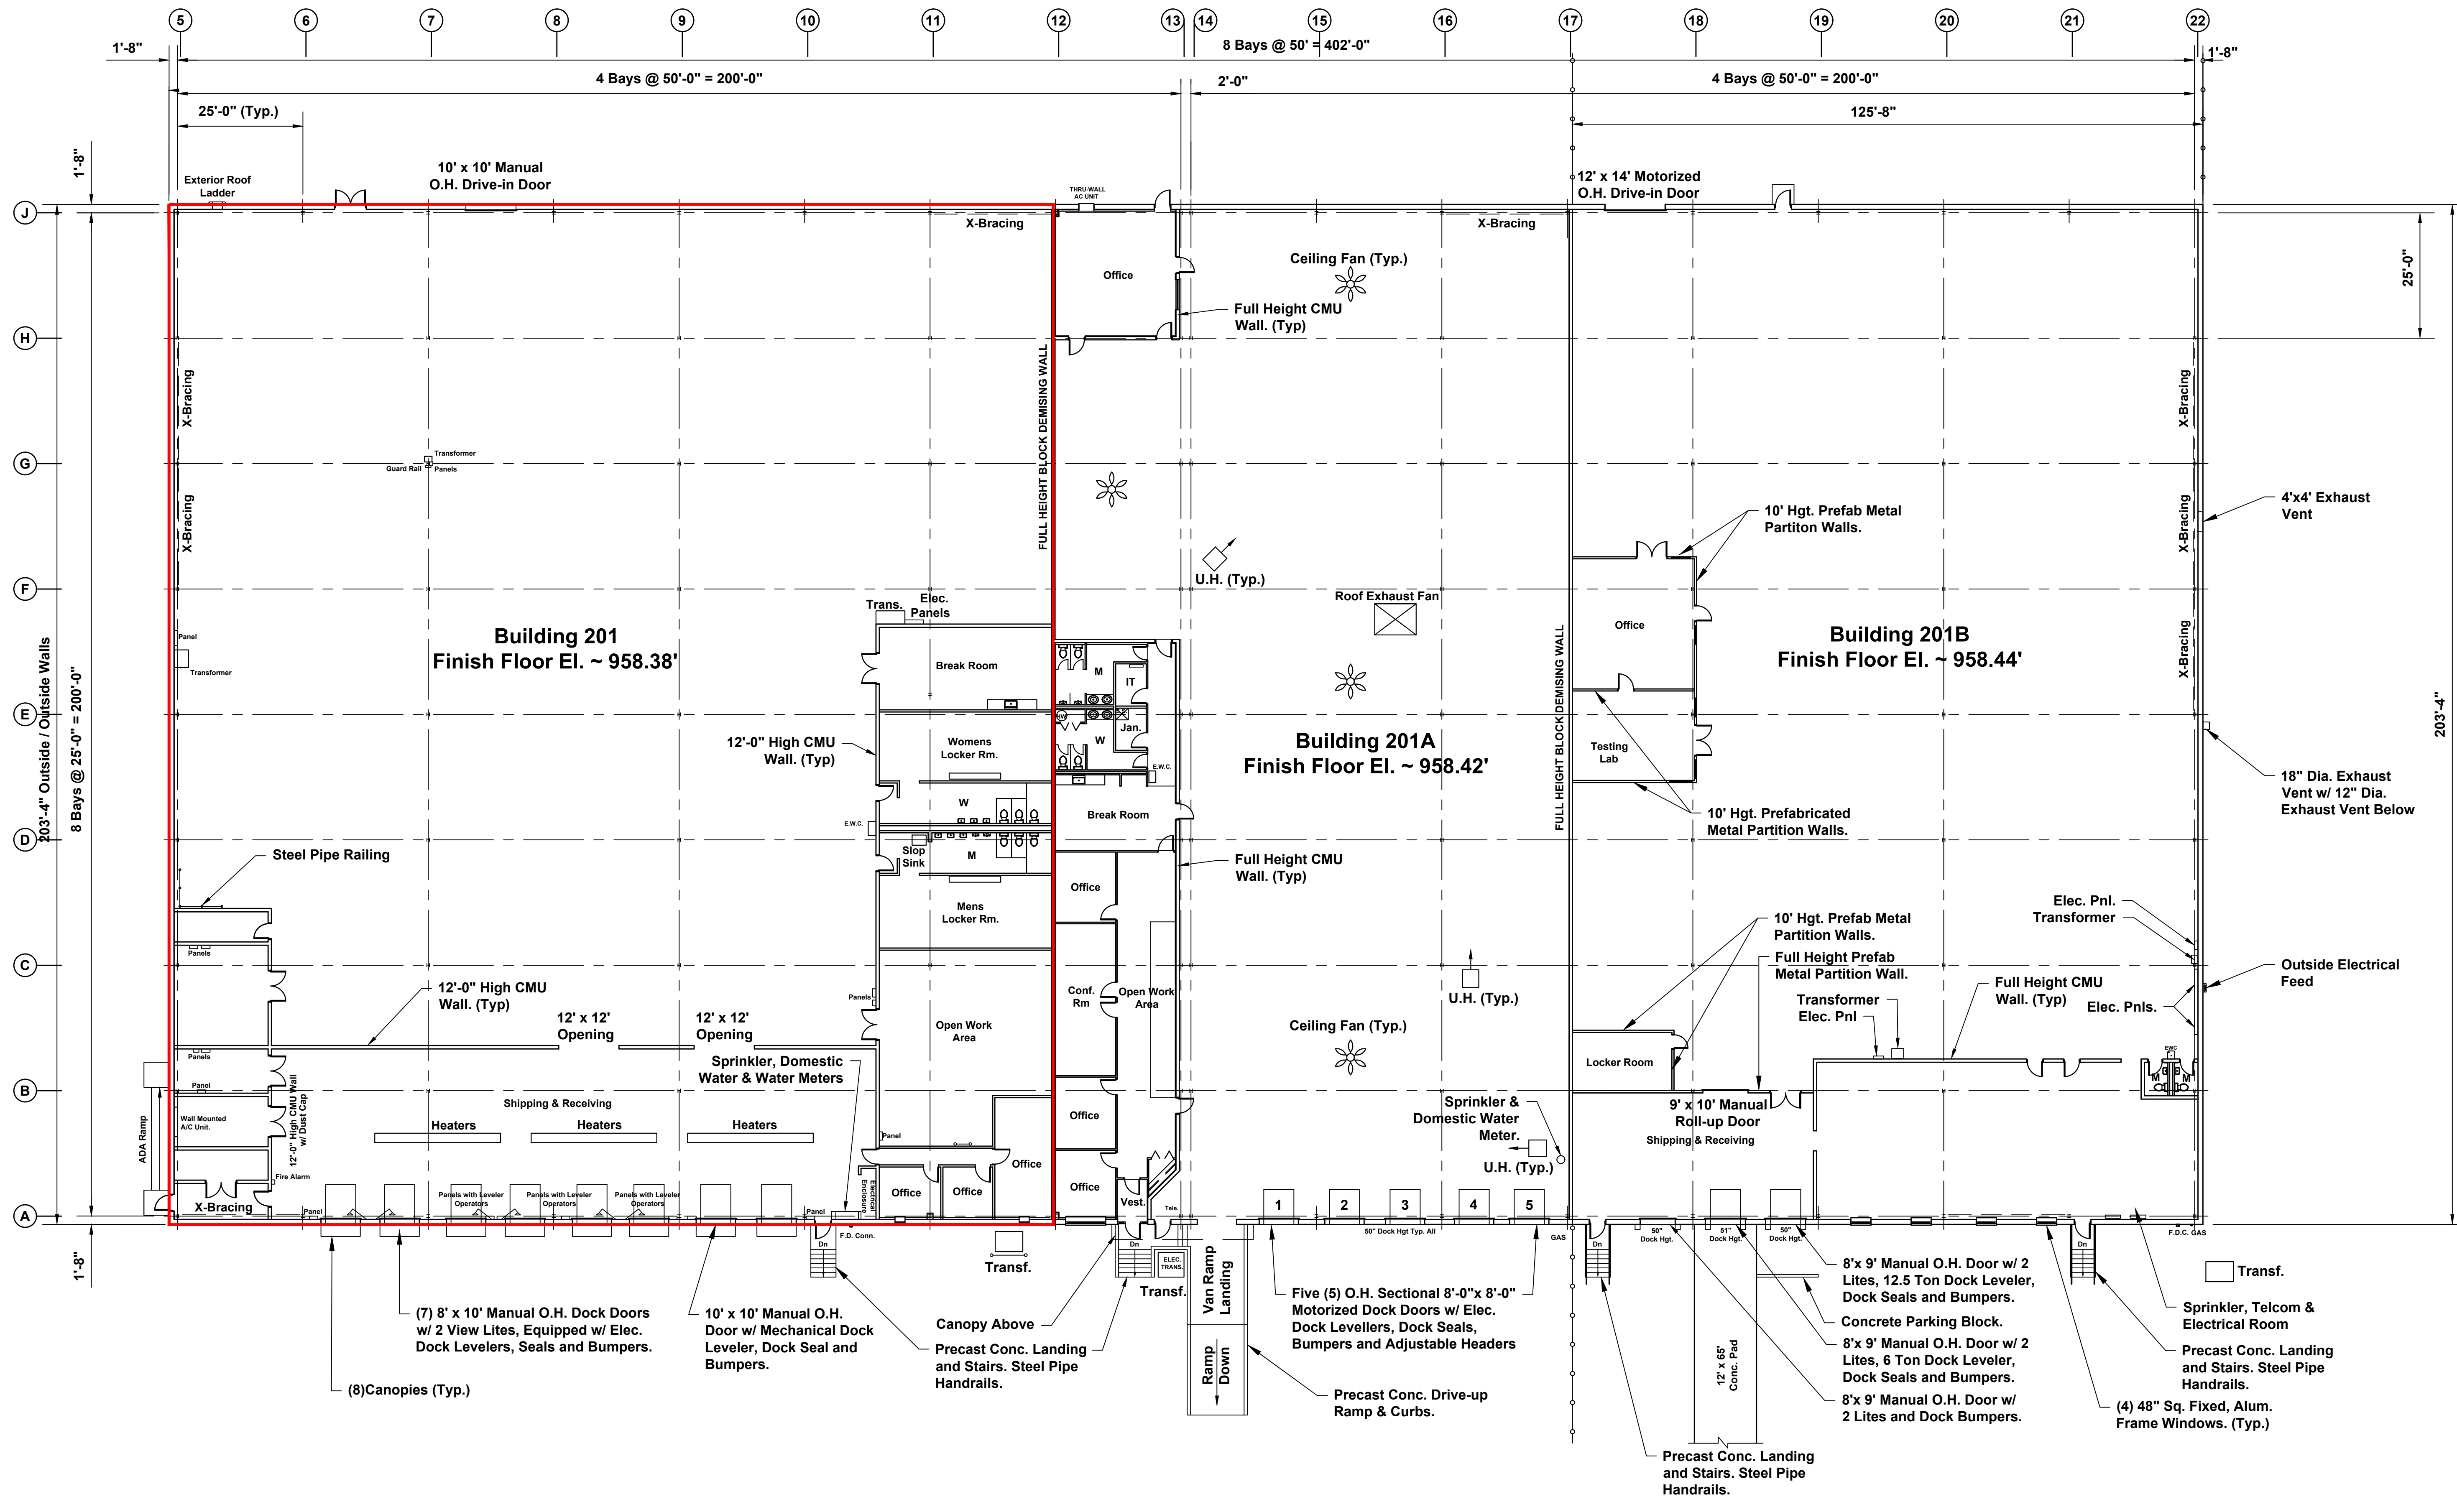 5 6 7 8 9 10 11 12 13 14 15 16 17 18 19 20 21 22
1'-8"
8 Bays @ 50' = 402'-0"
1'-8"
4 Bays @ 50'-0" = 200'-0"
2'-0"
4 Bays @ 50'-0" = 200'-0"
25'-0" (Typ.)
125'-8"
1'-8"
Exterior Roof
Ladder
10' x 10' Manual
O.H. Drive-in Door
THRU-WALL
AC UNIT
12' x 14' Motorized
O.H. Drive-in Door
J
X-Bracing
X-Bracing
Office
Ceiling Fan (Typ.)
25'-0"
Full Height CMU
Wall. (Typ)
H
FULL HEIGHT BLOCK DEMISING WALL
X-Bracing
X-Bracing
G
Transformer
Guard Rail
Panels
X-Bracing
X-Bracing
4'x4' Exhaust
Vent
10' Hgt. Prefab Metal
Partiton Walls.
U.H. (Typ.)
F
Roof Exhaust Fan
Trans.
Elec.
Panels
Panel
Transformer
Building 201
Finish Floor El. ~ 958.38'
Break Room
M
IT
Office
Building 201B
Finish Floor El. ~ 958.44'
X-Bracing
FULL HEIGHT BLOCK DEMISING WALL
203'-4" Outside / Outside Walls
8 Bays @ 25'-0" = 200'-0"
203'-4"
E
HW
Jan.
W
12'-0" High CMU
Wall. (Typ)
Womens
Locker Rm.
Building 201A
Finish Floor El. ~ 958.42'
Testing
Lab
E.W.C.
18" Dia. Exhaust
Vent w/ 12" Dia.
Exhaust Vent Below
W
Break Room
10' Hgt. Prefabricated
Metal Partition Walls.
E.W.C.
D
Slop
Sink
M
Steel Pipe Railing
Full Height CMU
Wall. (Typ)
Office
Mens
Locker Rm.
Elec. Pnl.
Transformer
10' Hgt. Prefab Metal
Partition Walls.
Panels
C
Full Height Prefab
Metal Partition Wall.
Outside Electrical
Feed
12'-0" High CMU
Wall. (Typ)
Panels
Conf.
Rm
Open Work
Area
U.H. (Typ.)
Full Height CMU
Wall. (Typ)
Transformer
Elec. Pnl
Elec. Pnls.
12' x 12'
Opening
12' x 12'
Opening
Open Work
Area
Ceiling Fan (Typ.)
Panels
Sprinkler, Domestic
Water & Water Meters
Locker Room
EWC
M
M
Panel
B
Shipping & Receiving
Sprinkler &
Domestic Water
Meter.
9' x 10' Manual
Roll-up Door
Shipping & Receiving
ADA Ramp
Wall Mounted
A/C Unit.
12'-0" High CMU Wall
w/ Dust Cap
Heaters
Heaters
Heaters
Panel
Office
Office
U.H. (Typ.)
Fire Alarm
Office
Office
Office
Vest.
Electrical
Enclosure
Panels with Leveler
Operators
Panels with Leveler
Operators
Panels with Leveler
Operators
X-Bracing
Panel
Panel
Tele.
1 2 3 4 5
A
F.D. Conn.
50" Dock Hgt Typ. All
GAS
50"
Dock Hgt.
51"
Dock Hgt.
50"
Dock Hgt.
F.D.C. GAS
Dn
Dn
Dn
Dn
1'-8"
Transf.
ELEC.
TRANS.
Transf.
Van Ramp
Landing
Transf.
8'x 9' Manual O.H. Door w/ 2
Lites, 12.5 Ton Dock Leveler,
Dock Seals and Bumpers.
Five (5) O.H. Sectional 8'-0"x 8'-0"
Motorized Dock Doors w/ Elec.
Dock Levellers, Dock Seals,
Bumpers and Adjustable Headers
Sprinkler, Telcom &
Electrical Room
(7) 8' x 10' Manual O.H. Dock Doors
w/ 2 View Lites, Equipped w/ Elec.
Dock Levelers, Seals and Bumpers.
10' x 10' Manual O.H.
Door w/ Mechanical Dock
Leveler, Dock Seal and
Bumpers.
Canopy Above
Concrete Parking Block.
8'x 9' Manual O.H. Door w/ 2
Lites, 6 Ton Dock Leveler,
Dock Seals and Bumpers.
Precast Conc. Landing
and Stairs. Steel Pipe
Handrails.
Precast Conc. Landing
and Stairs. Steel Pipe
Handrails.
Ramp
Down
12' x 65'
Conc. Pad
(8)Canopies (Typ.)
Precast Conc. Drive-up
Ramp & Curbs.
8'x 9' Manual O.H. Door w/
2 Lites and Dock Bumpers.
(4) 48" Sq. Fixed, Alum.
Frame Windows. (Typ.)
Precast Conc. Landing
and Stairs. Steel Pipe
Handrails.